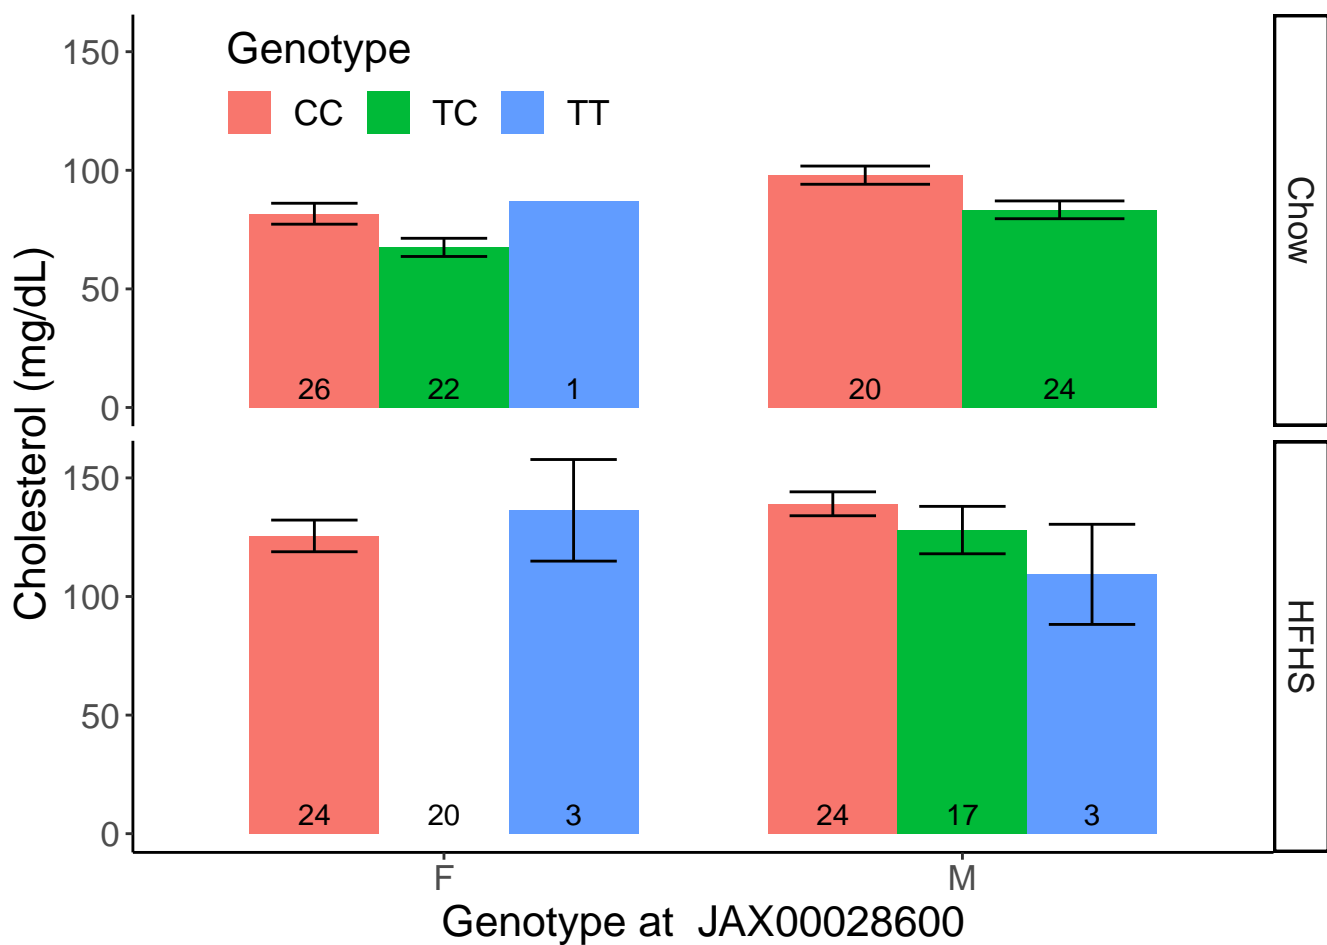 Genotype
CC TC TT
150
100
50
0
26 22 1 20 24
Chow
Cholesterol (mg/dL)
150
100
50
0
24 20 3 24 17 3
HFHS
F M
Genotype at  JAX00028600